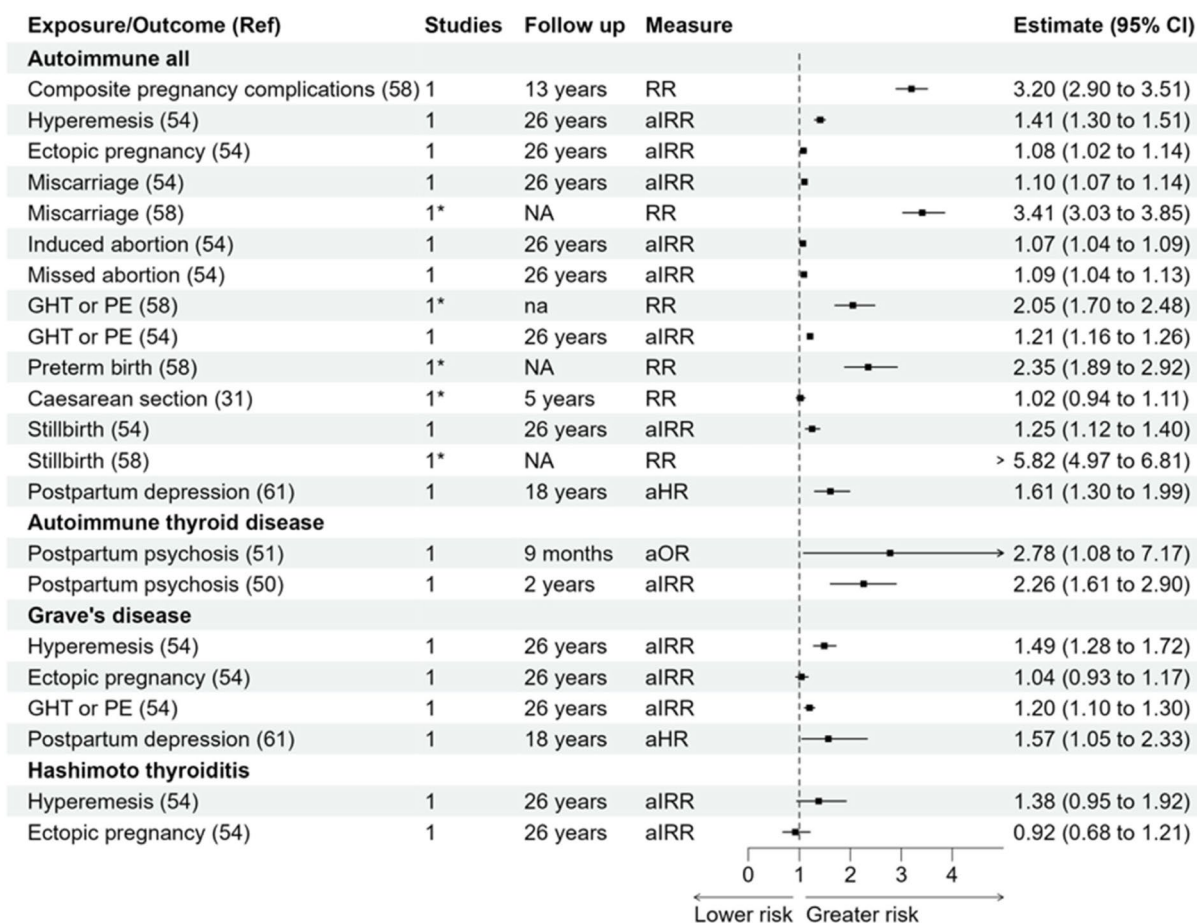 Exposure/Outcome (Ref) Studies Follow up Measure Estimate (95% CI)
Autoimmune all
Composite pregnancy complications (58) 1 13 years RR 3.20 (2.90 to 3.51)
Hyperemesis (54) 1 26 years aIRR 1.41 (1.30 to 1.51)
Ectopic pregnancy (54) 1 26 years aIRR 1.08 (1.02 to 1.14)
Miscarriage (54) 1 26 years aIRR 1.10 (1.07 to 1.14)
Miscarriage (58) 1* NA RR 3.41 (3.03 to 3.85)
Induced abortion (54) 1 26 years aIRR 1.07 (1.04 to 1.09)
Missed abortion (54) 1 26 years aIRR 1.09 (1.04 to 1.13)
GHT or PE (58) 1* na RR 2.05 (1.70 to 2.48)
GHT or PE (54) 1 26 years aIRR 1.21 (1.16 to 1.26)
Preterm birth (58) 1* NA RR 2.35 (1.89 to 2.92)
Caesarean section (31) 1* 5 years RR 1.02 (0.94 to 1.11)
Stillbirth (54) 1 26 years aIRR 1.25 (1.12 to 1.40)
Stillbirth (58) 1* NA RR > 5.82 (4.97 to 6.81)
Postpartum depression (61) 1 18 years aHR 1.61 (1.30 to 1.99)
Autoimmune thyroid disease
Postpartum psychosis (51) 1 9 months aOR 2.78 (1.08 to 7.17)
Postpartum psychosis (50) 1 2 years aIRR 2.26 (1.61 to 2.90)
Grave's disease
Hyperemesis (54) 1 26 years aIRR 1.49 (1.28 to 1.72)
Ectopic pregnancy (54) 1 26 years aIRR 1.04 (0.93 to 1.17)
GHT or PE (54) 1 26 years aIRR 1.20 (1.10 to 1.30)
Postpartum depression (61) 1 18 years aHR 1.57 (1.05 to 2.33)
Hashimoto thyroiditis
Hyperemesis (54) 1 26 years aIRR 1.38 (0.95 to 1.92)
Ectopic pregnancy (54) 1 26 years aIRR 0.92 (0.68 to 1.21)
0 1 2 3 4
Lower risk Greater risk